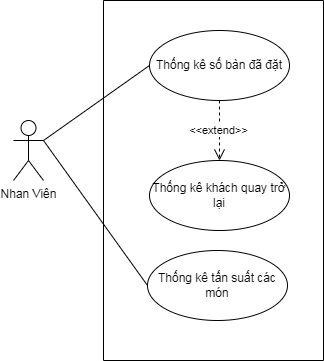 Thống kê số bàn đã đặt
<<extend>>
Nhan Viên
Thống kê khách quay trở
lại
Thống kê tấn suất các
món